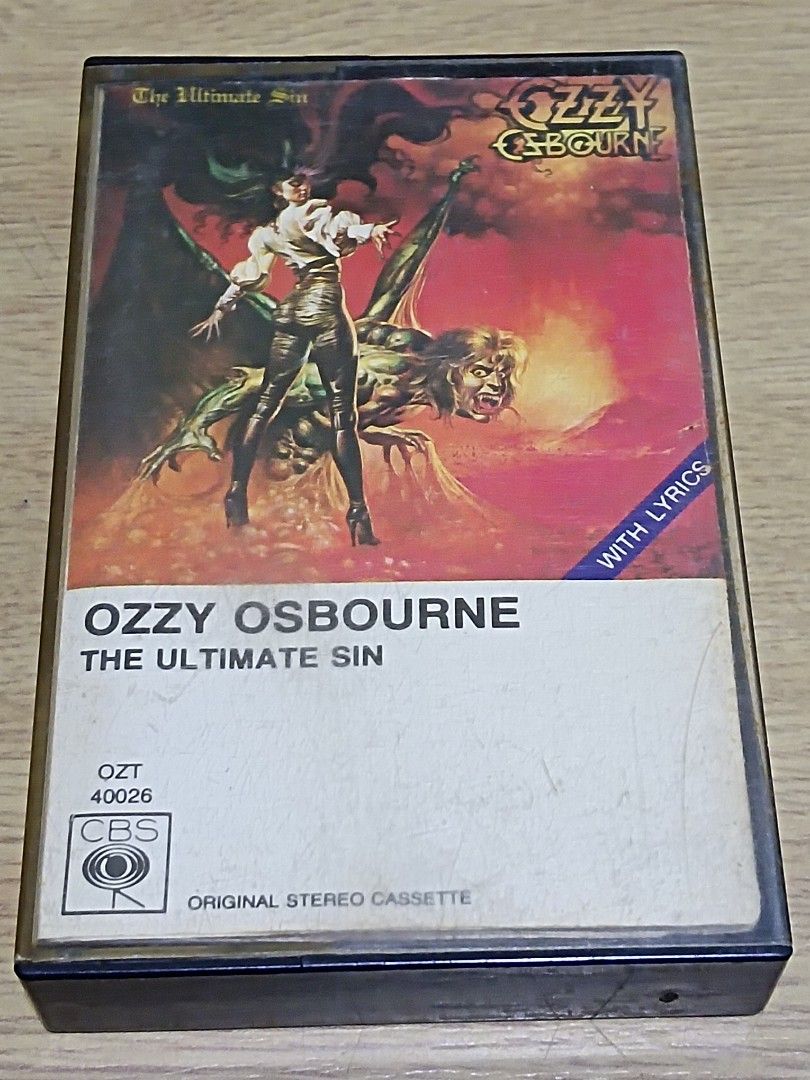 The Ultimate Sin
OZZY
OSBOURNE
WITH LYRICS
OZZY OSBOURNE
THE ULTIMATE SIN
OZT
40026
CBS
ORIGINAL STEREO CASSETTE